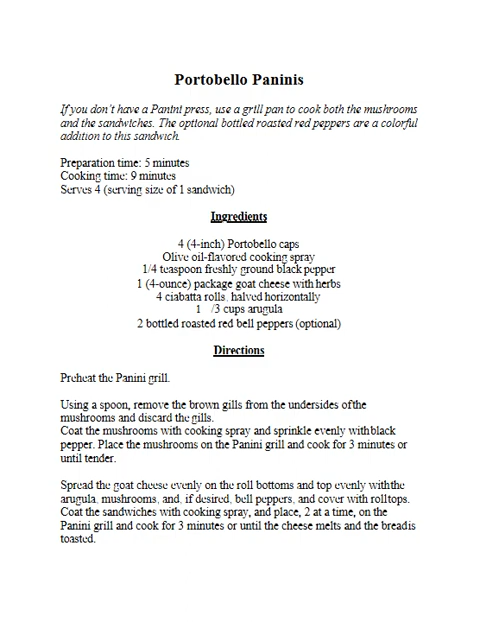 Portobello Paninis
If you don't have a Panini press, use a grill pan to cook both the mushrooms
and the sandwiches. The optional bottled roasted red peppers are a colorful
addition to this sandwich.
Preparation time: 5 minutes
Cooking time: 9 minutes
Serves 4 (serving size of 1 sandwich)
Ingredients
4 (4-inch) Portobello caps
Olive oil-flavored cooking spray
1/4 teaspoon freshly ground black pepper
1 (4-ounce) package goat cheese with herbs
4 ciabatta rolls, halved horizontally
1 /3 cups arugula
2 bottled roasted red bell peppers (optional)
Directions
Preheat the Panini grill.
Using a spoon, remove the brown gills from the undersides of the
mushrooms and discard the gills.
Coat the mushrooms with cooking spray and sprinkle evenly with black
pepper. Place the mushrooms on the Panini grill and cook for 3 minutes or
until tender.
Spread the goat cheese evenly on the roll bottoms and top evenly with the
arugula, mushrooms, and, if desired, bell peppers, and cover with roll tops.
Coat the sandwiches with cooking spray, and place, 2 at a time, on the
Panini grill and cook for 3 minutes or until the cheese melts and the bread is
toasted.